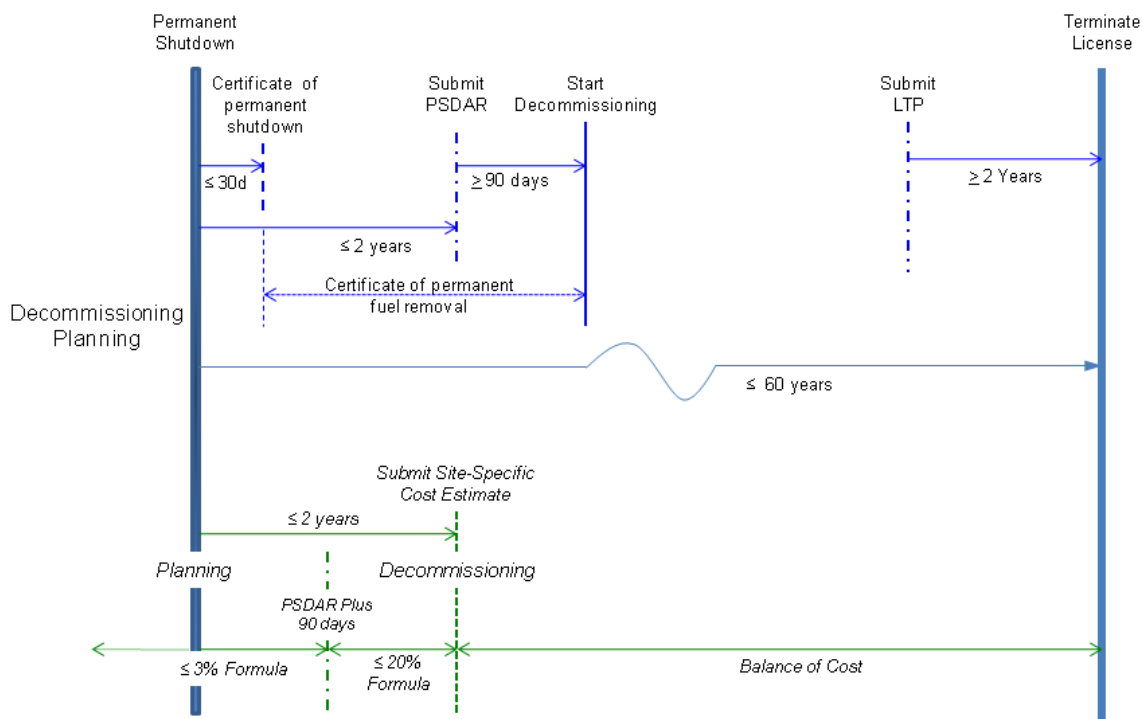 Permanent
Shutdown
Terminate
License
Certificate of
permanent
shutdown
Submit
PSDAR
Start
Decommissioning
Submit
LTP
≤ 30d
≥ 90 days
≥ 2 Years
≤ 2 years
Certificate of permanent
fuel removal
Decommissioning
Planning
≤ 60 years
Submit Site-Specific
Cost Estimate
≤ 2 years
Planning
Decommissioning
PSDAR Plus
90 days
≤ 3% Formula
≤ 20%
Formula
Balance of Cost